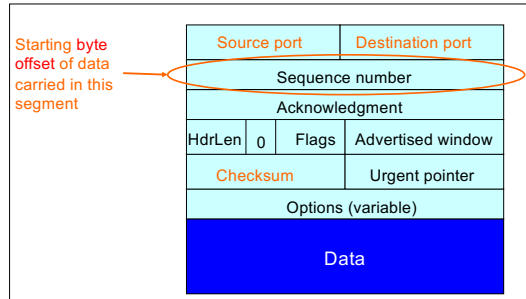 Starting byte
offset of data
carried in this
segment
Source port
Destination port
Sequence number
Acknowledgment
HdrLen
0
Flags
Advertised window
Checksum
Urgent pointer
Options (variable)
Data